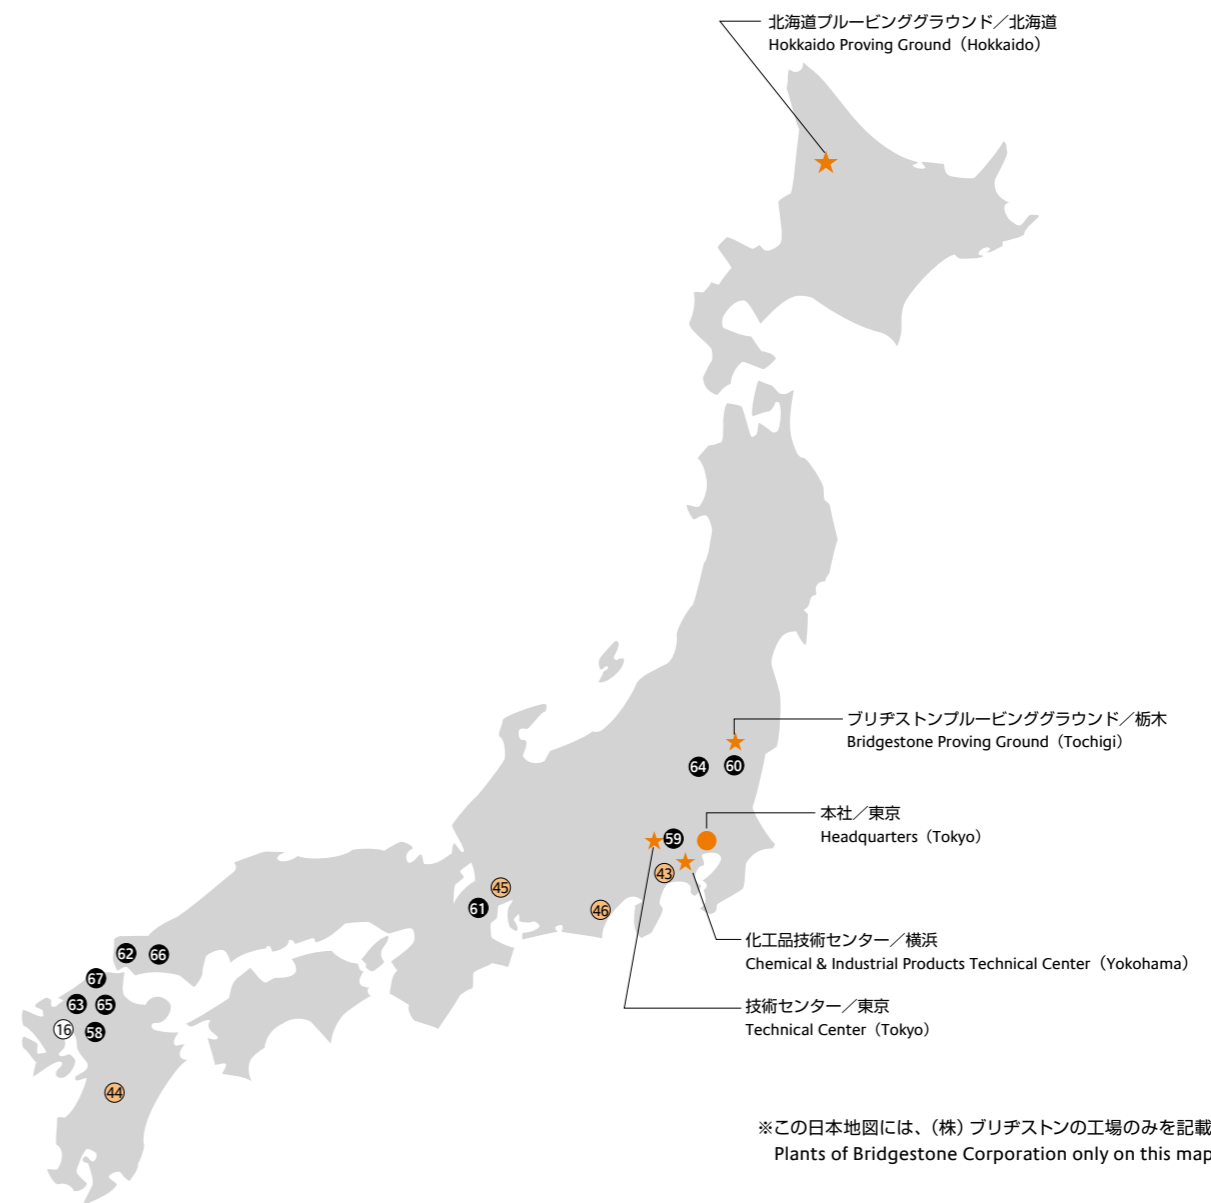 北海道プルービンググラウンド／北海道
Hokkaido Proving Ground（Hokkaido）
ブリヂストンプルービンググラウンド／栃木
Bridgestone Proving Ground（Tochigi）
64
60
本社／東京
Headquarters（Tokyo）
59
43
45
61
46
化工品技術センター／横浜
Chemical & Industrial Products Technical Center（Yokohama）
62
66
67
63
65
技術センター／東京
Technical Center（Tokyo）
16
58
44
※この日本地図には、（株）ブリヂストンの工場のみを記載
Plants of Bridgestone Corporation only on this map